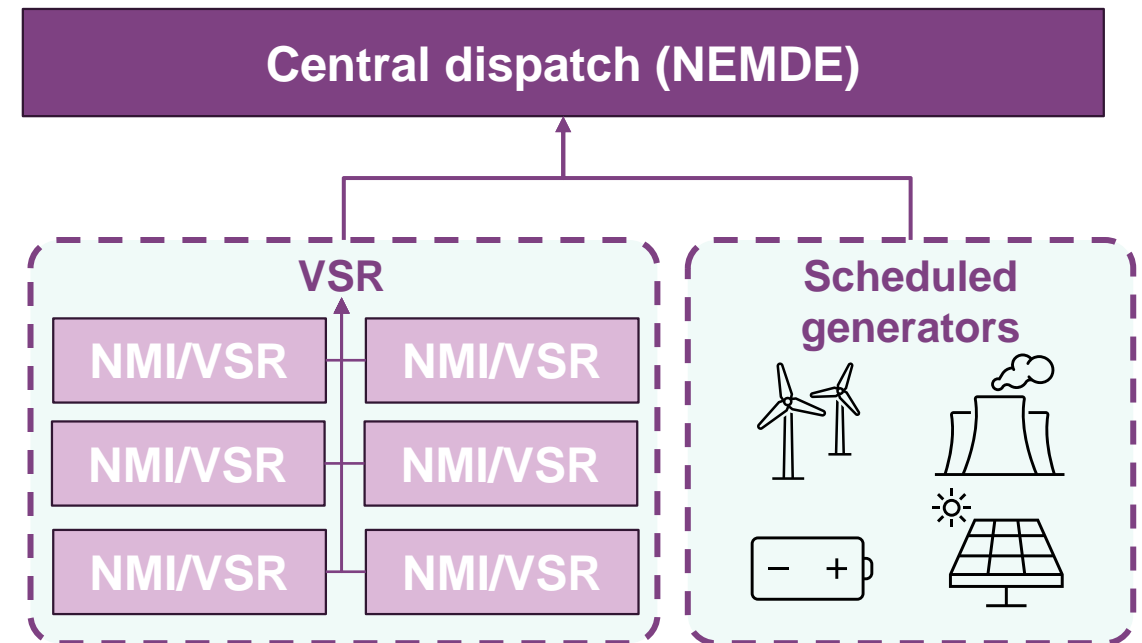 Central dispatch (NEMDE)
VSR
NMI/VSR NMI/VSR
NMI/VSR NMI/VSR
NMI/VSR NMI/VSR
Scheduled
generators